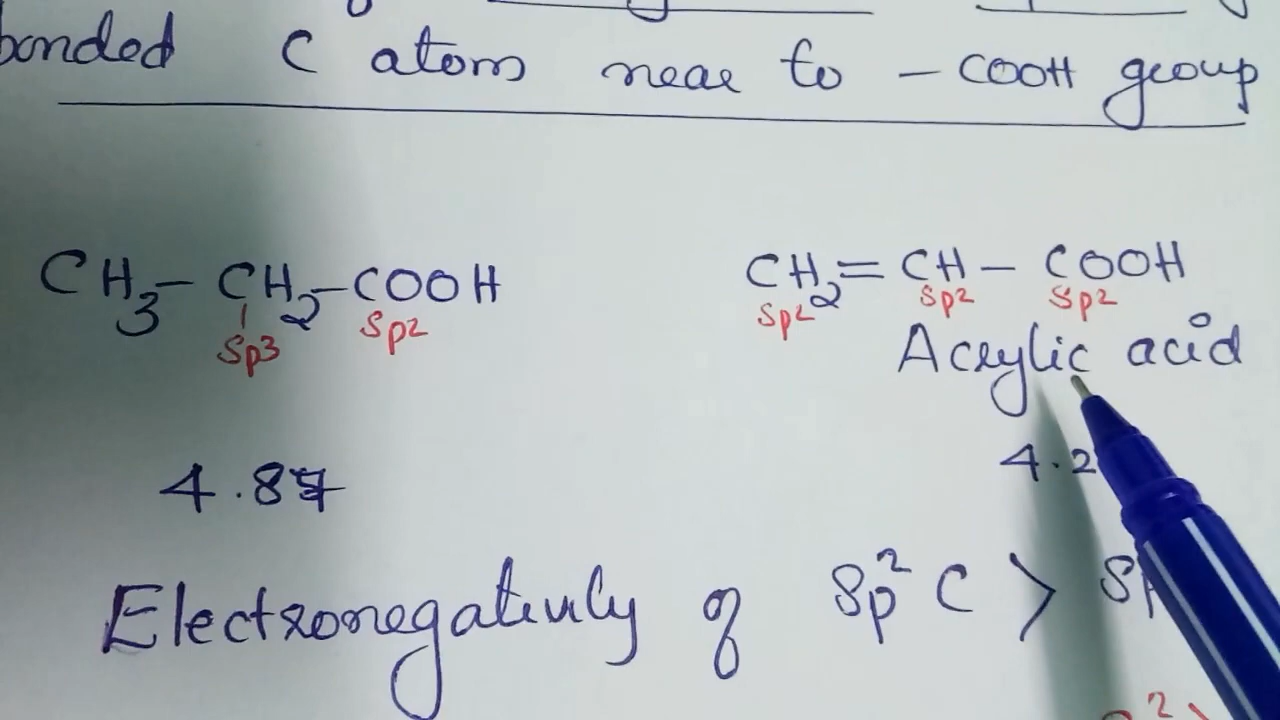 bonded C atom near to - COOH group
CH3 - CH2 - COOH CH2 = CH - COOH
sp3 sp2 sp2 sp2 sp2
Acrylic acid
4.87 4.2
Electronegativity of Sp2 C >